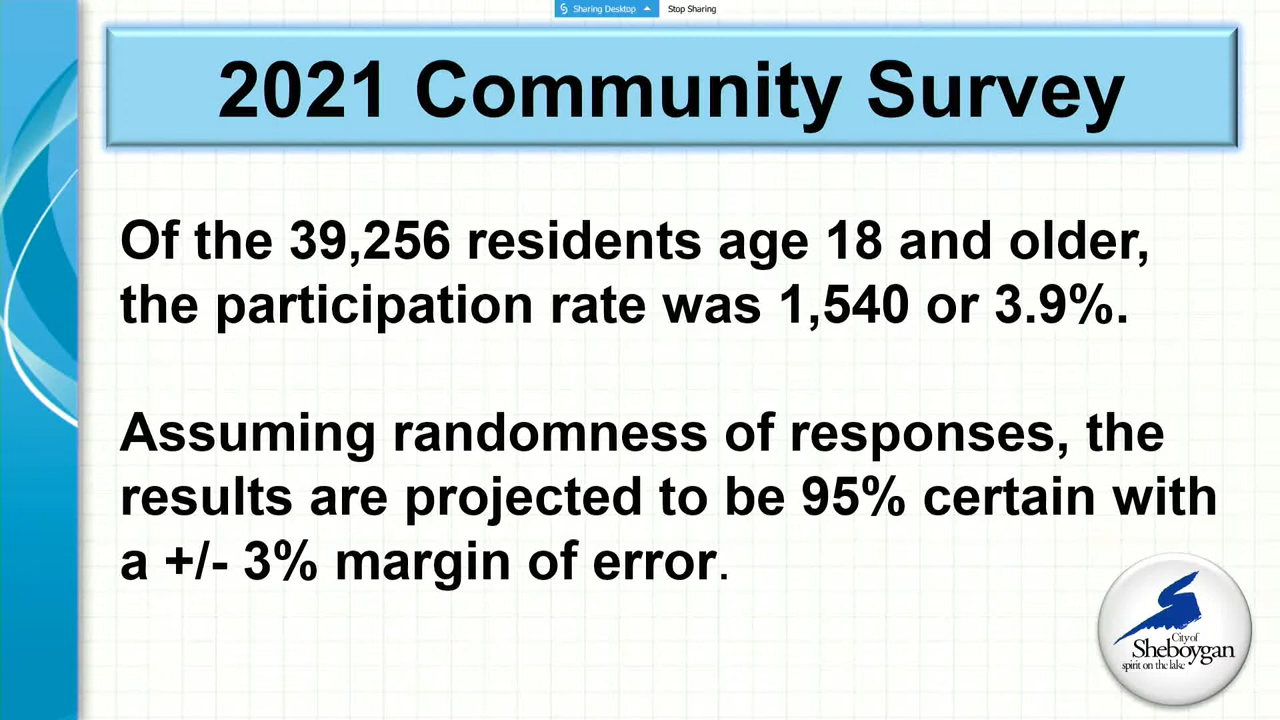 Sharing Desktop Stop Sharing
2021 Community Survey
Of the 39,256 residents age 18 and older,
the participation rate was 1,540 or 3.9%.
Assuming randomness of responses, the
results are projected to be 95% certain with
a +/- 3% margin of error.
City of
Sheboygan
spirit on the lake